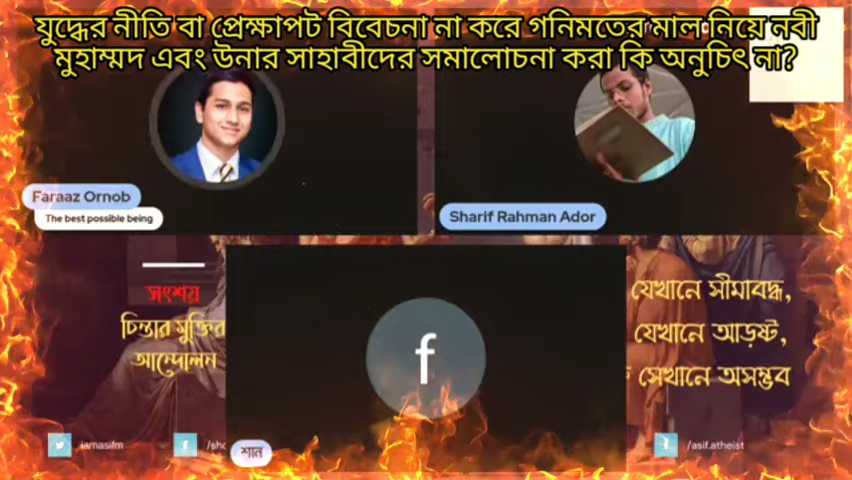 যুদ্ধের নীতি বা প্রেক্ষাপট বিবেচনা না করে গনিমতের মাল নিয়ে নবী
মুহাম্মদ এবং উনার সাহাবীদের সমালোচনা করা কি অনুচিৎ না?
Faraaz Ornob
The best possible being
Sharif Rahman Ador
সংশয়
চিন্তার মুক্তির
আন্দোলন
যেখানে সীমাবদ্ধ,
যেখানে আড়ষ্ট,
সেখানে অসম্ভব
f
শান
iamasifm
/asif.atheist